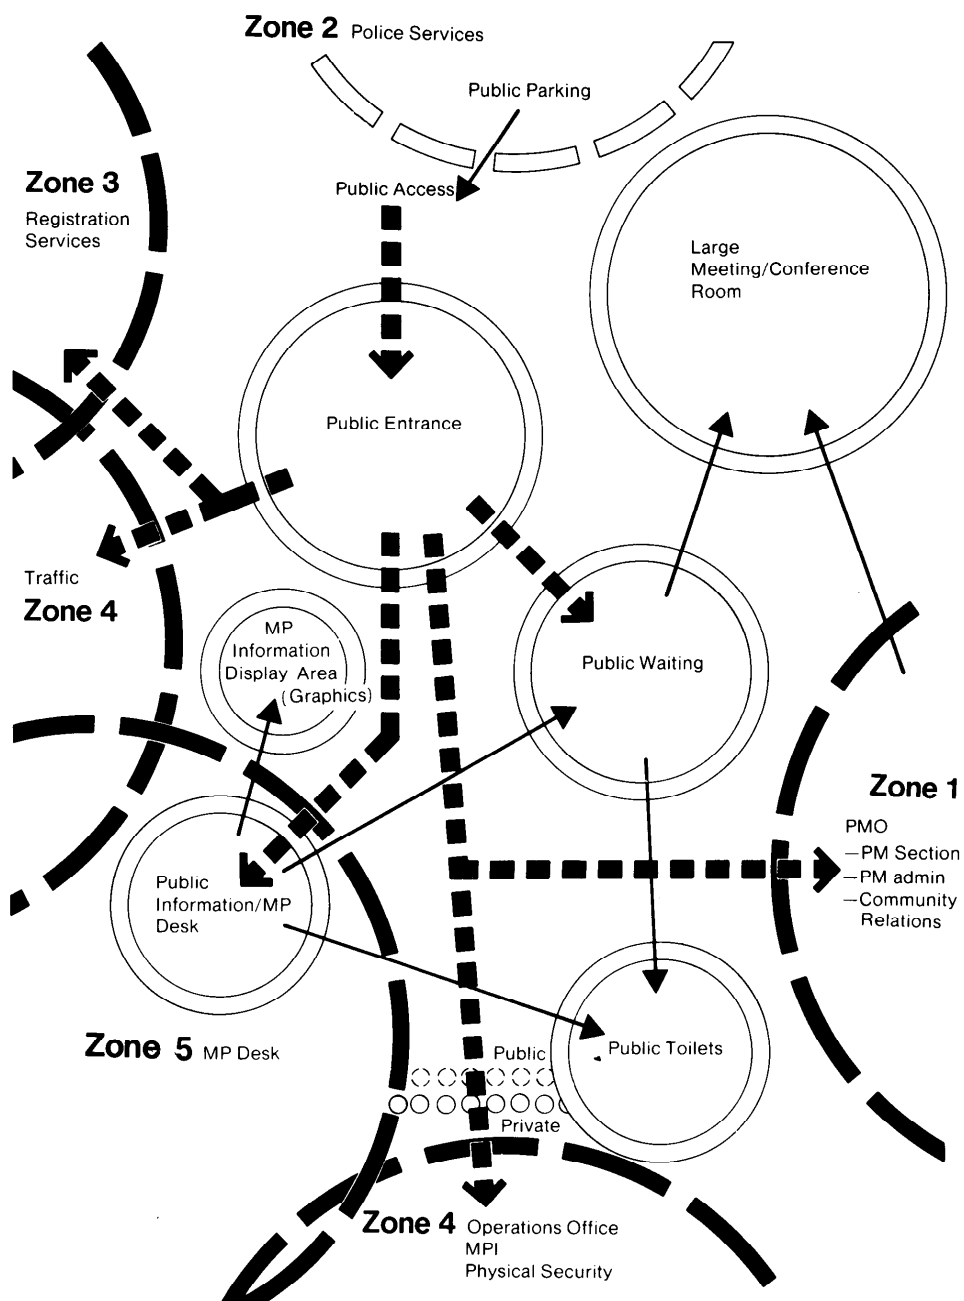 Zone 2 Police Services
Public Parking
Public Access
Zone 3
Registration
Services
Large
Meeting/Conference
Room
Public Entrance
Traffic
Zone 4
MP
Information
Display Area
(Graphics)
Public Waiting
Zone 1
PMO
—PM Section
—PM admin
—Community
Relations
Public
Information/MP
Desk
Zone 5 MP Desk
Public
Public Toilets
Private
Zone 4 Operations Office
MPI
Physical Security